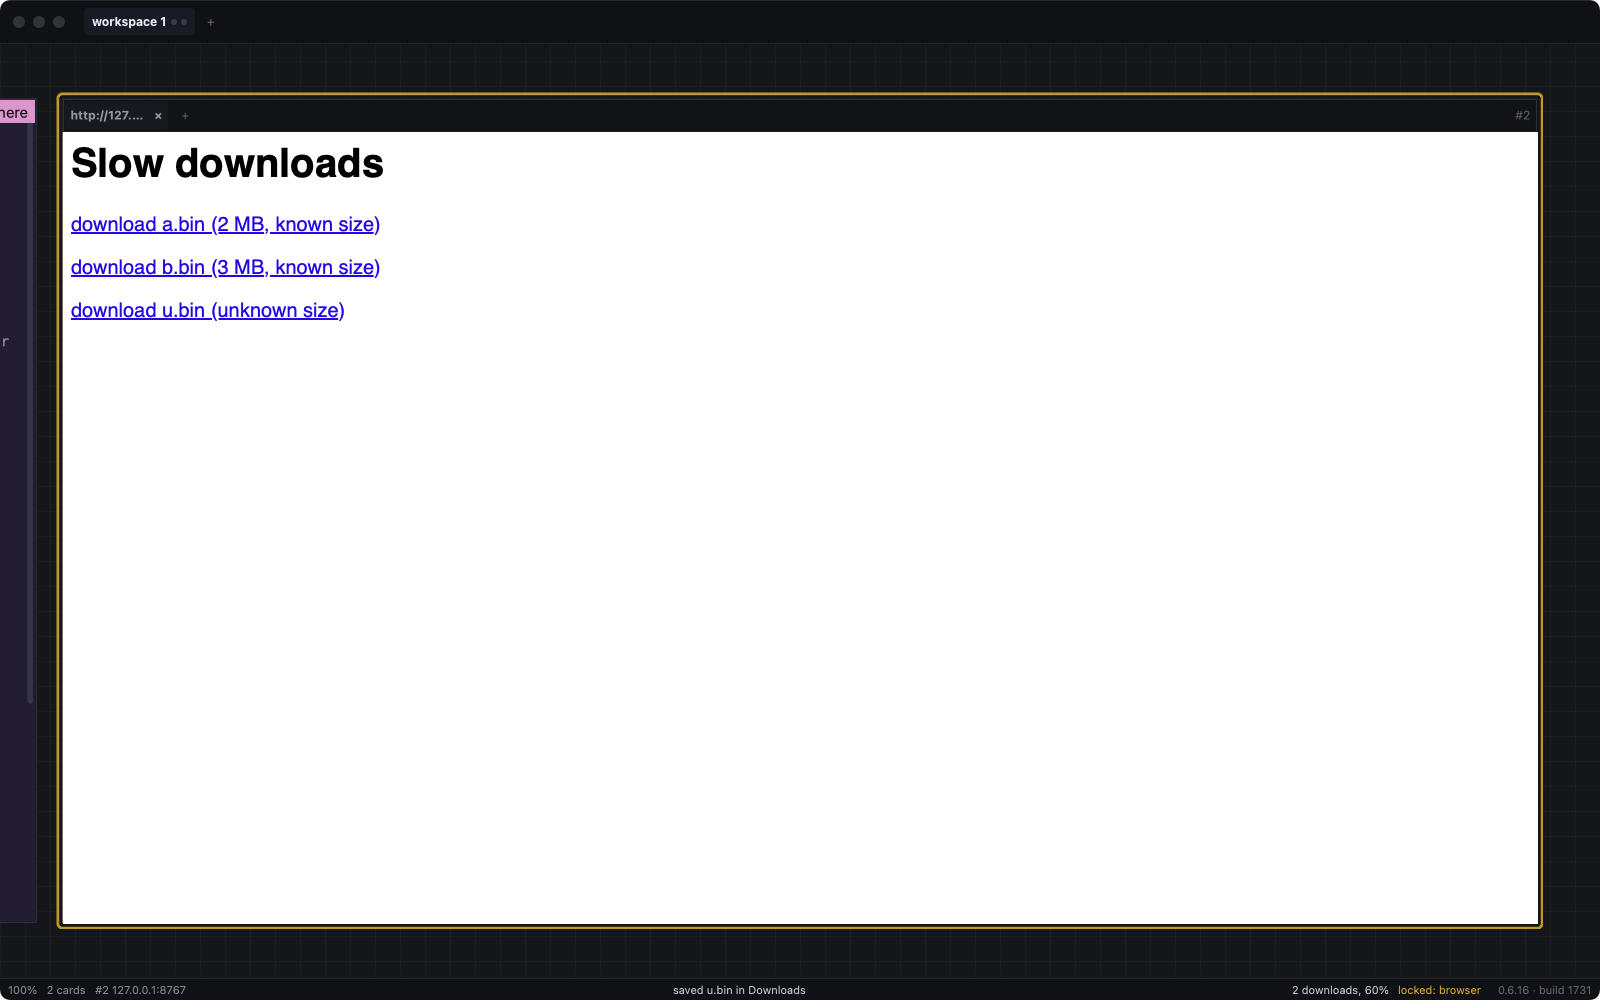 workspace 1
+
here
http://127.... × +
#2
Slow downloads
download a.bin (2 MB, known size)
download b.bin (3 MB, known size)
download u.bin (unknown size)
r
100% 2 cards #2 127.0.0.1:8767
saved u.bin in Downloads
2 downloads, 60% locked: browser 0.6.16 · build 1731